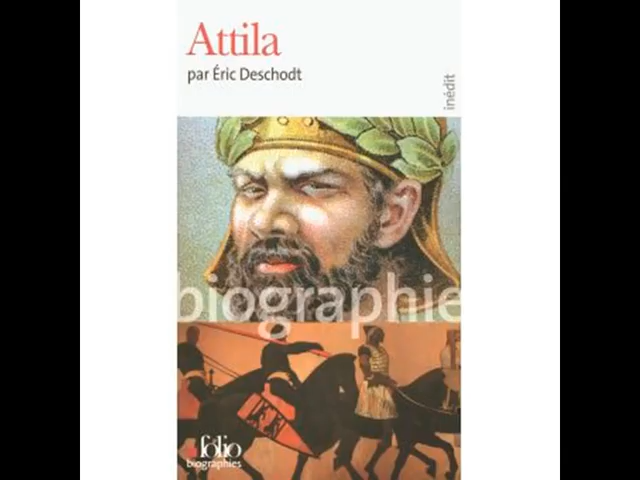 Attila
par Éric Deschodt
inédit
biographie
folio
biographies